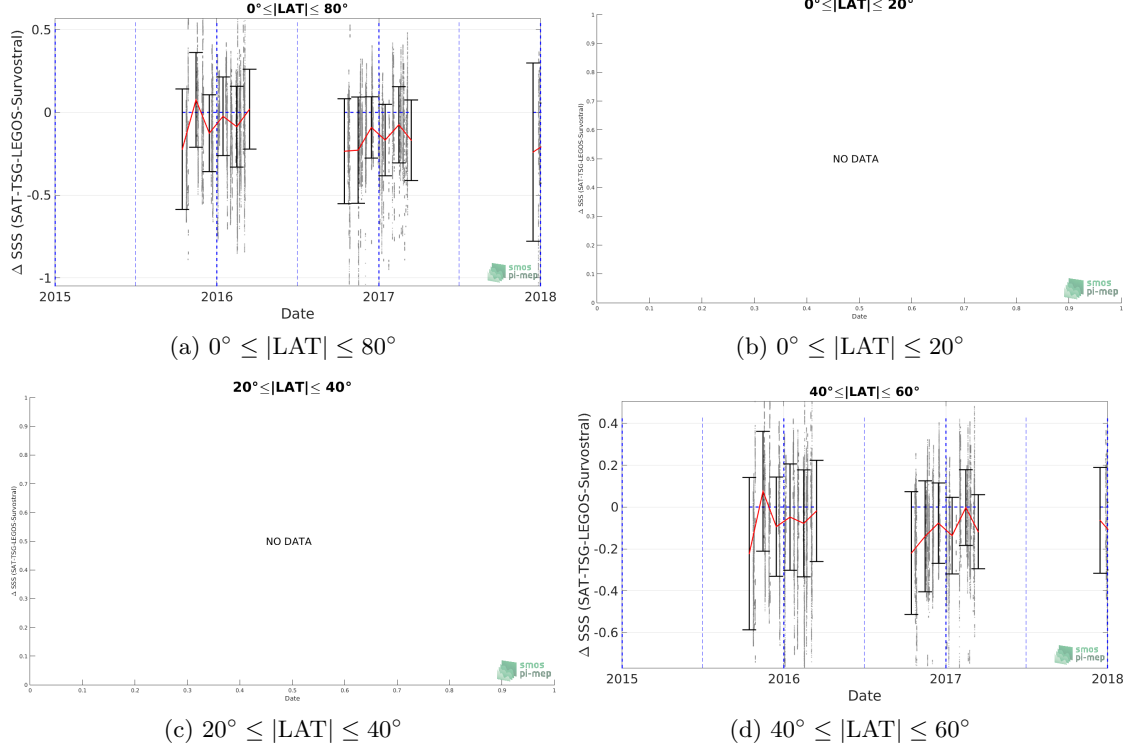 0°≤|LAT|≤ 80°
Δ SSS (SAT-TSG-LEGOS-Survostral)
0.5
0
-0.5
-1
2015
2016
2017
2018
Date
smos
pi-mep
(a) 0° ≤ |LAT| ≤ 80°
0°≤|LAT|≤ 20°
Δ SSS (SAT-TSG-LEGOS-Survostral)
1
0.9
0.8
0.7
0.6
0.5
0.4
0.3
0.2
0.1
0
NO DATA
0
0.1
0.2
0.3
0.4
0.5
0.6
0.7
0.8
0.9
1
Date
smos
pi-mep
(b) 0° ≤ |LAT| ≤ 20°
20°≤|LAT|≤ 40°
Δ SSS (SAT-TSG-LEGOS-Survostral)
1
0.9
0.8
0.7
0.6
0.5
0.4
0.3
0.2
0.1
0
NO DATA
0
0.1
0.2
0.3
0.4
0.5
0.6
0.7
0.8
0.9
1
Date
smos
pi-mep
(c) 20° ≤ |LAT| ≤ 40°
40°≤|LAT|≤ 60°
Δ SSS (SAT-TSG-LEGOS-Survostral)
0.4
0.2
0
-0.2
-0.4
-0.6
2015
2016
2017
2018
Date
smos
pi-mep
(d) 40° ≤ |LAT| ≤ 60°